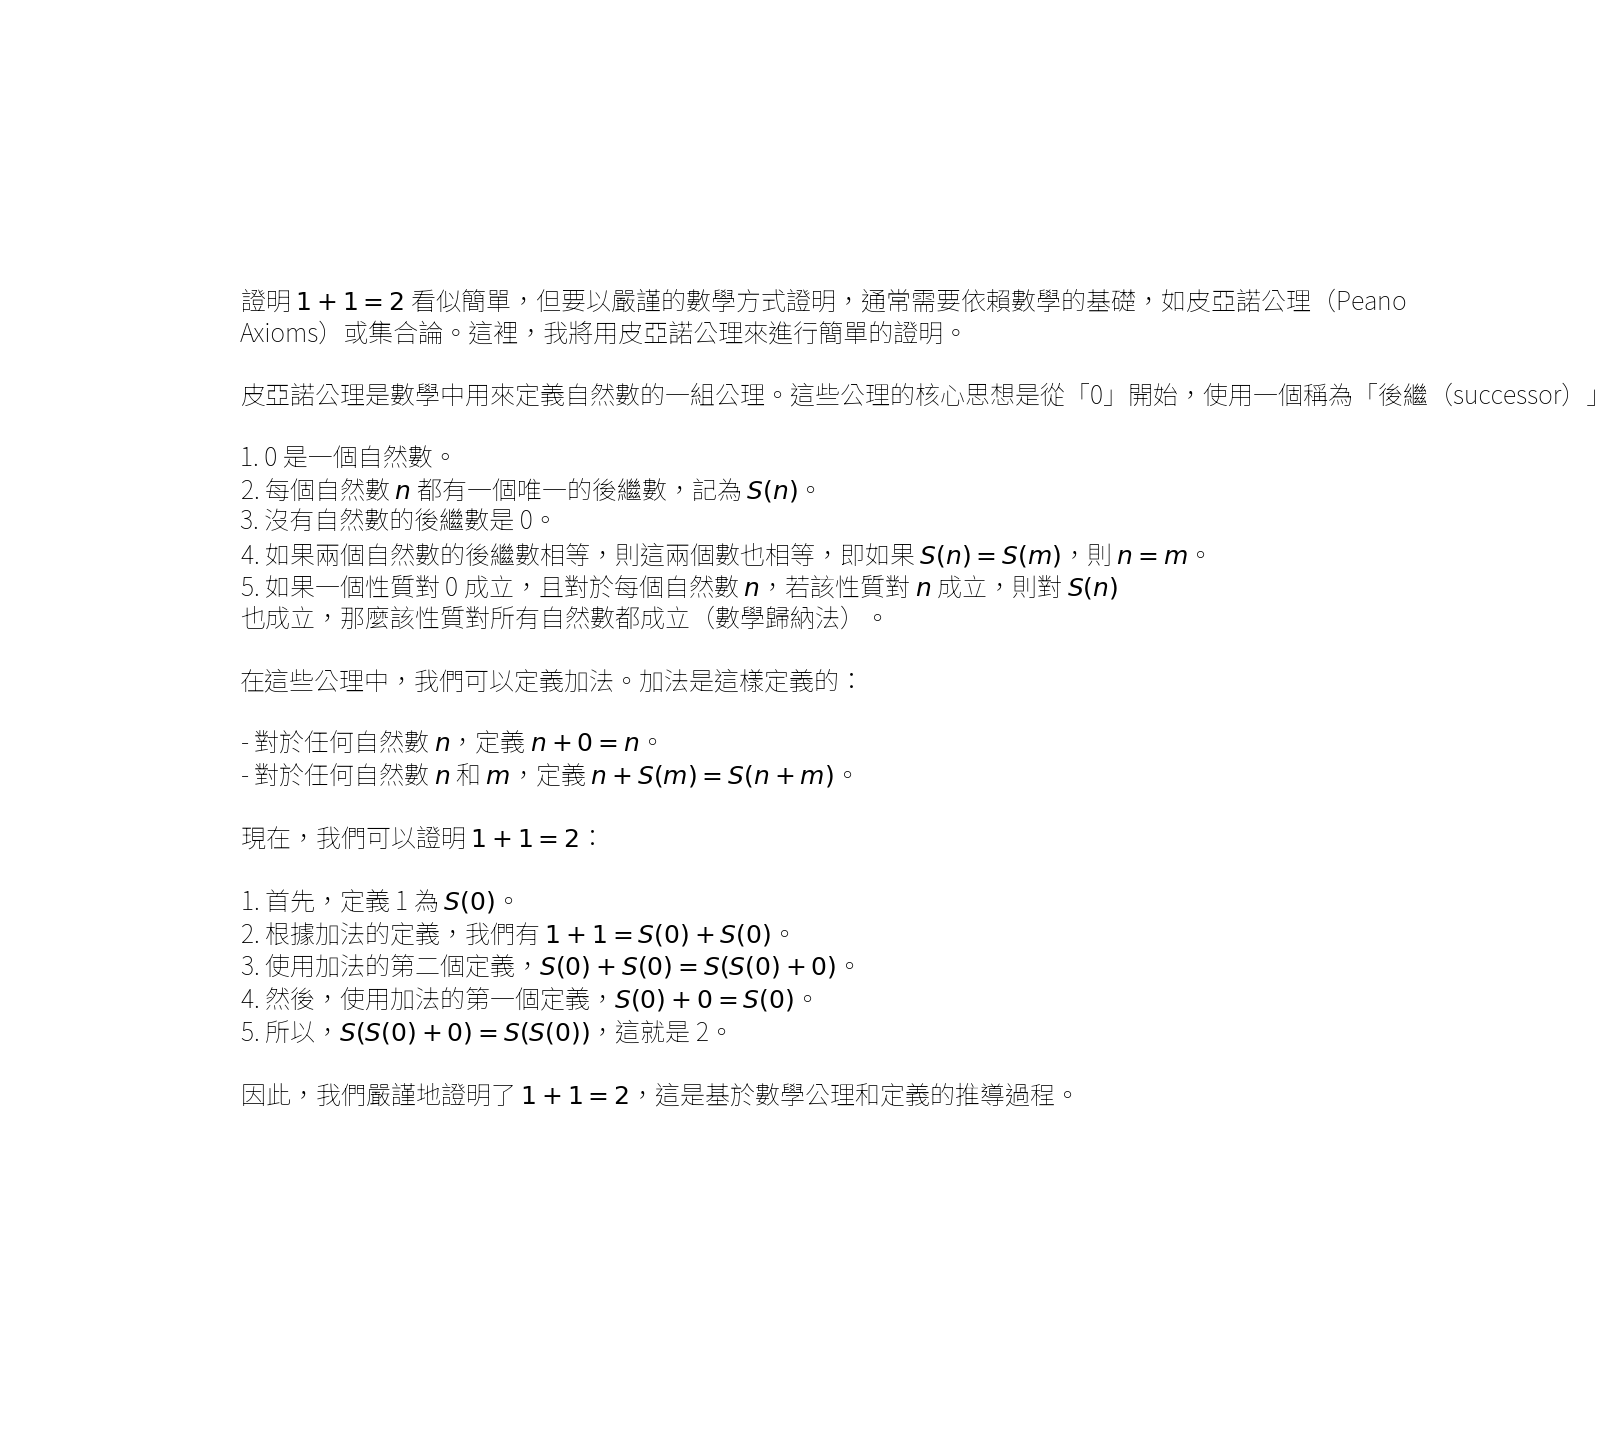 證明 1 + 1 = 2 看似簡單，但要以嚴謹的數學方式證明，通常需要依賴數學的基礎，如皮亞諾公理（Peano
Axioms）或集合論。這裡，我將用皮亞諾公理來進行簡單的證明。
皮亞諾公理是數學中用來定義自然數的一組公理。這些公理的核心思想是從「0」開始，使用一個稱為「後繼（successor）」
1. 0 是一個自然數。
2. 每個自然數 n 都有一個唯一的後繼數，記為 S(n)。
3. 沒有自然數的後繼數是 0。
4. 如果兩個自然數的後繼數相等，則這兩個數也相等，即如果 S(n) = S(m)，則 n = m。
5. 如果一個性質對 0 成立，且對於每個自然數 n，若該性質對 n 成立，則對 S(n)
也成立，那麼該性質對所有自然數都成立（數學歸納法）。
在這些公理中，我們可以定義加法。加法是這樣定義的：
- 對於任何自然數 n，定義 n + 0 = n。
- 對於任何自然數 n 和 m，定義 n + S(m) = S(n + m)。
現在，我們可以證明 1 + 1 = 2：
1. 首先，定義 1 為 S(0)。
2. 根據加法的定義，我們有 1 + 1 = S(0) + S(0)。
3. 使用加法的第二個定義，S(0) + S(0) = S(S(0) + 0)。
4. 然後，使用加法的第一個定義，S(0) + 0 = S(0)。
5. 所以，S(S(0) + 0) = S(S(0))，這就是 2。
因此，我們嚴謹地證明了 1 + 1 = 2，這是基於數學公理和定義的推導過程。